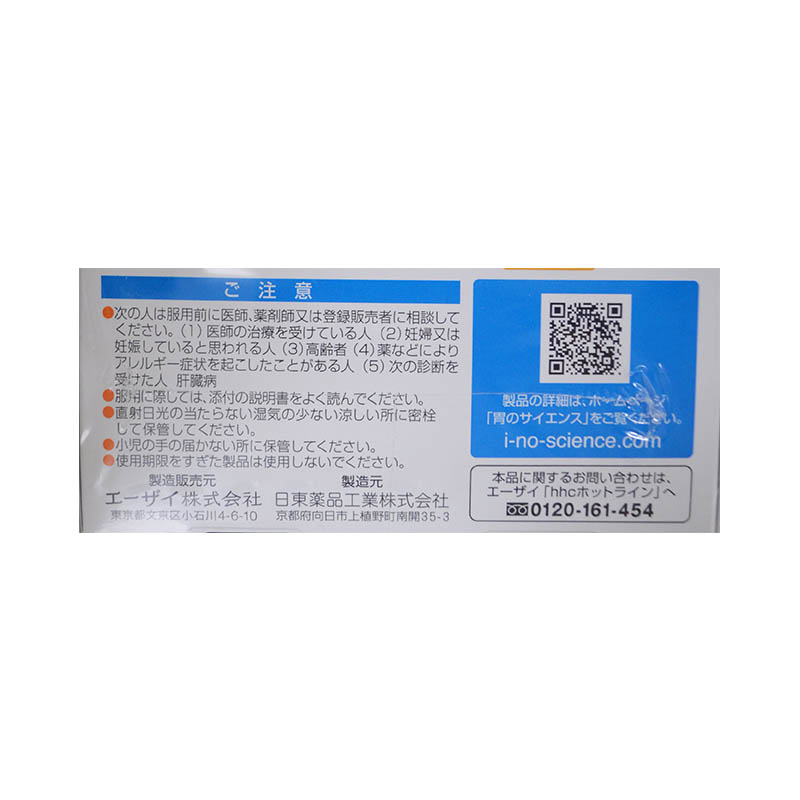 ご注意
●次の人は服用前に医師、薬剤師又は登録販売者に相談して
ください。(1)医師の治療を受けている人(2)妊婦又は
妊娠していると思われる人(3)高齢者(4)薬などにより
アレルギー症状を起こしたことがある人(5)次の診断を
受けた人 肝臓病
●服用に際しては、添付の説明書をよく読んでください。
●直射日光の当たらない湿気の少ない涼しい所に密栓
して保管してください。
●小児の手の届かない所に保管してください。
●使用期限をすぎた製品は使用しないでください。
製造販売元
エーザイ株式会社
東京都文京区小石川4-6-10
製造元
日東薬品工業株式会社
京都府向日市上植野町南開35-3
製品の詳細は、ホームページ
「胃のサイエンス」をご覧ください。
i-no-science.com
本品に関するお問い合わせは、
エーザイ「hhcホットライン」へ
0120-161-454